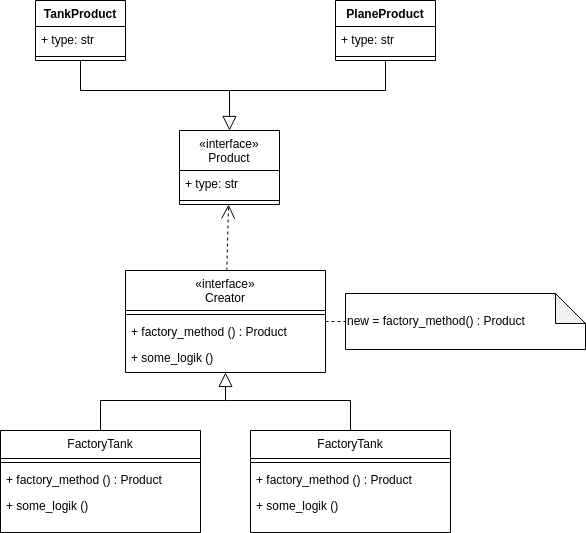 TankProduct
+ type: str
PlaneProduct
+ type: str
«interface»
Product
+ type: str
«interface»
Creator
+ factory_method () : Product
+ some_logik ()
new = factory_method() : Product
FactoryTank
+ factory_method () : Product
+ some_logik ()
FactoryTank
+ factory_method () : Product
+ some_logik ()